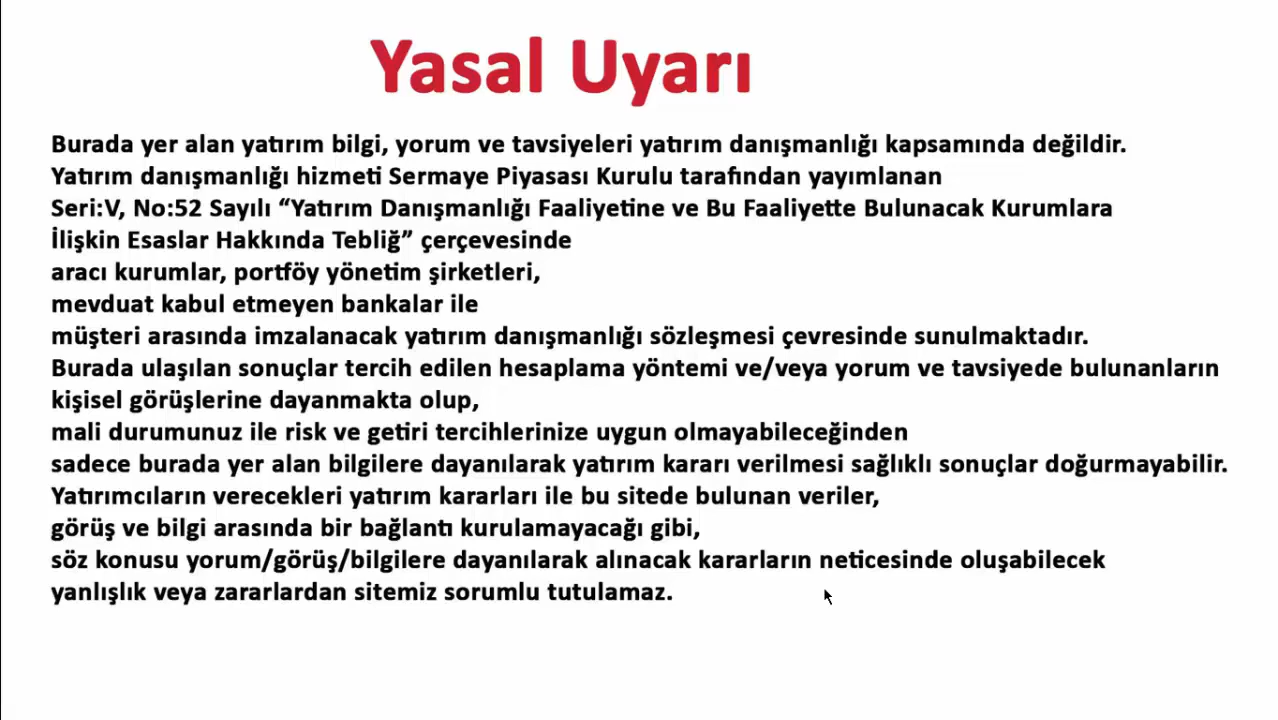 Yasal Uyarı
Burada yer alan yatırım bilgi, yorum ve tavsiyeleri yatırım danışmanlığı kapsamında değildir.
Yatırım danışmanlığı hizmeti Sermaye Piyasası Kurulu tarafından yayımlanan
Seri:V, No:52 Sayılı “Yatırım Danışmanlığı Faaliyetine ve Bu Faaliyette Bulunacak Kurumlara
İlişkin Esaslar Hakkında Tebliğ” çerçevesinde
aracı kurumlar, portföy yönetim şirketleri,
mevduat kabul etmeyen bankalar ile
müşteri arasında imzalanacak yatırım danışmanlığı sözleşmesi çevresinde sunulmaktadır.
Burada ulaşılan sonuçlar tercih edilen hesaplama yöntemi ve/veya yorum ve tavsiyede bulunanların
kişisel görüşlerine dayanmakta olup,
mali durumunuz ile risk ve getiri tercihlerinize uygun olmayabileceğinden
sadece burada yer alan bilgilere dayanılarak yatırım kararı verilmesi sağlıklı sonuçlar doğurmayabilir.
Yatırımcıların verecekleri yatırım kararları ile bu sitede bulunan veriler,
görüş ve bilgi arasında bir bağlantı kurulamayacağı gibi,
söz konusu yorum/görüş/bilgilere dayanılarak alınacak kararların neticesinde oluşabilecek
yanlışlık veya zararlardan sitemiz sorumlu tutulamaz.